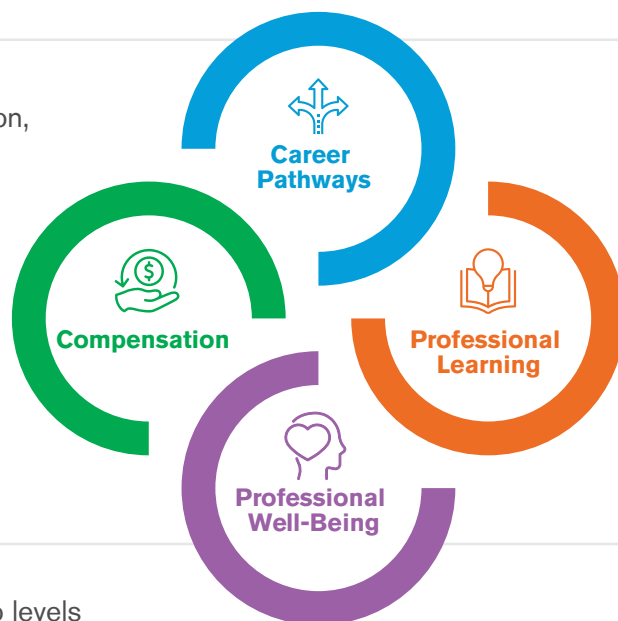 on,
Career
Pathways
$
Compensation
Professional
Learning
Professional
Well-Being
levels